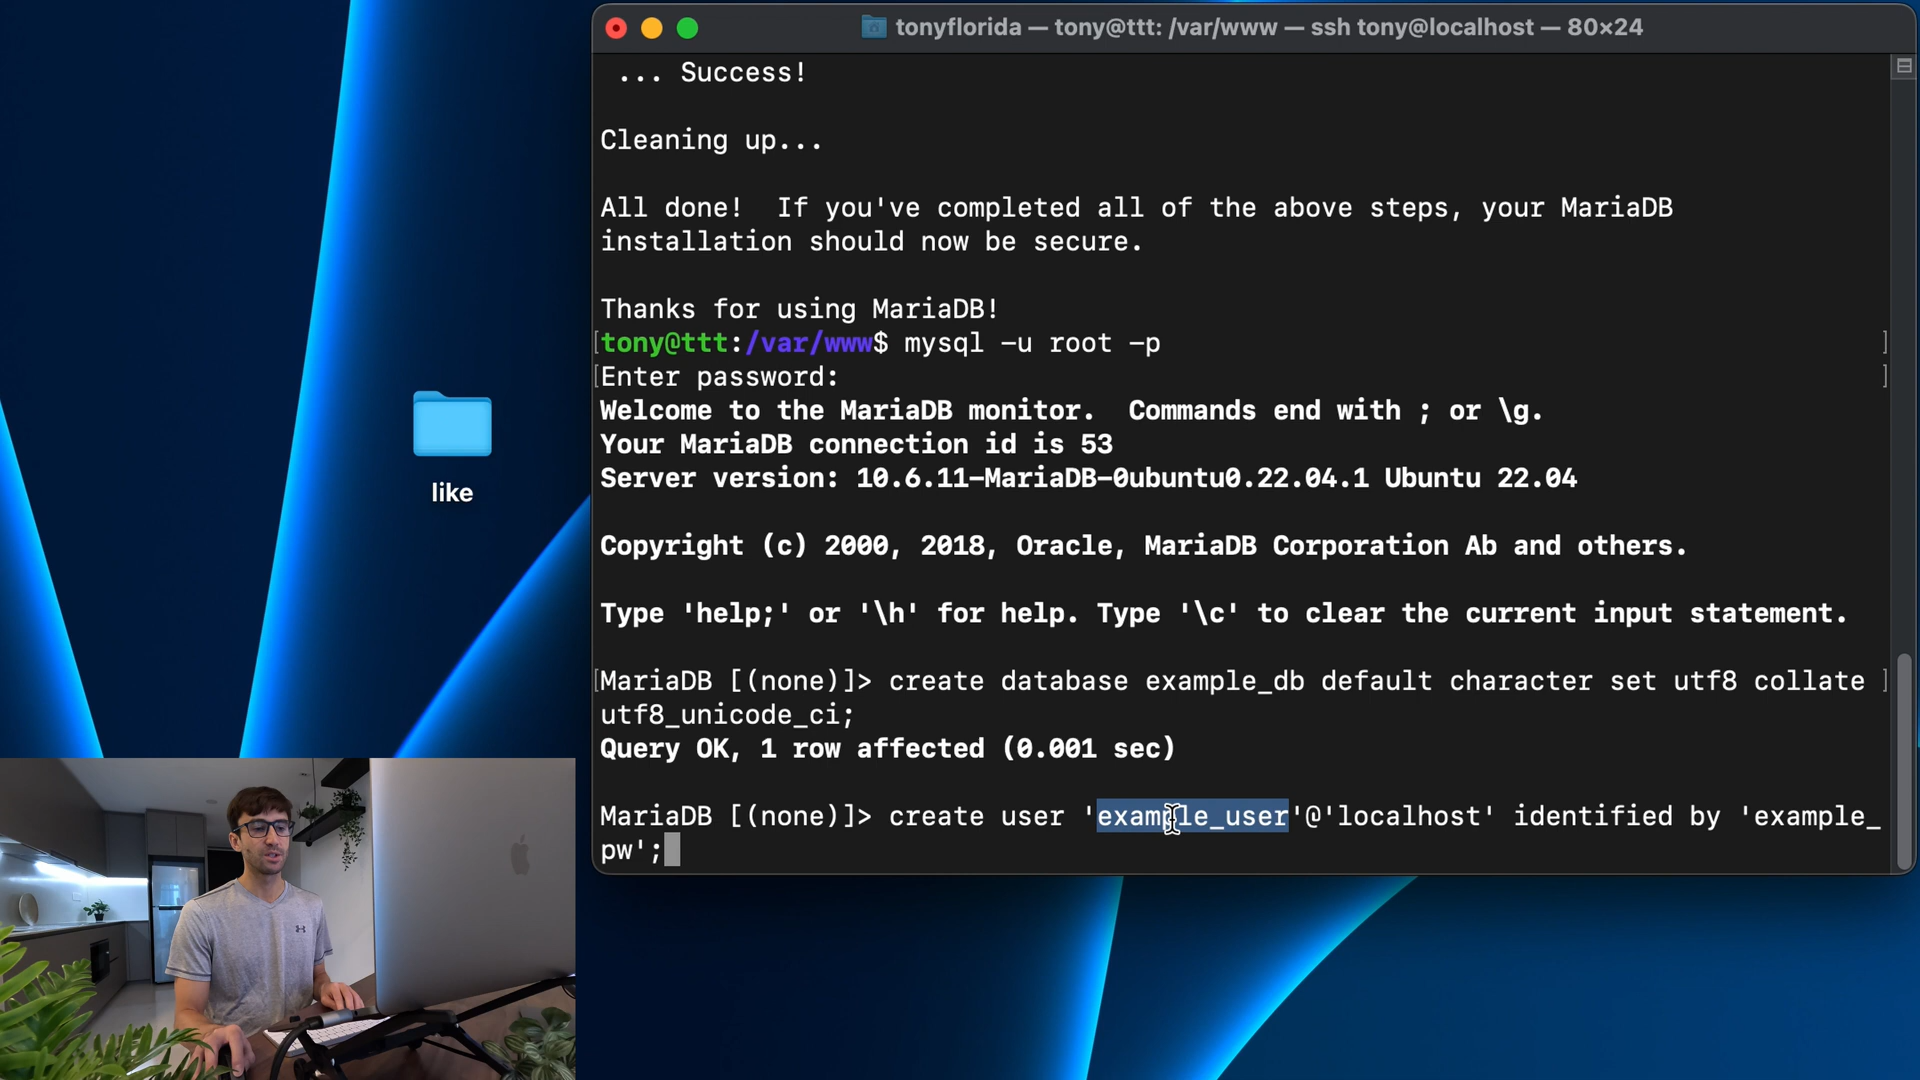 tonyflorida — tony@ttt: /var/www — ssh tony@localhost — 80×24
... Success!
Cleaning up...
All done!  If you've completed all of the above steps, your MariaDB
installation should now be secure.
Thanks for using MariaDB!
[tony@ttt:/var/www$ mysql -u root -p ]
[Enter password: ]
Welcome to the MariaDB monitor.  Commands end with ; or \g.
Your MariaDB connection id is 53
Server version: 10.6.11-MariaDB-0ubuntu0.22.04.1 Ubuntu 22.04
like
Copyright (c) 2000, 2018, Oracle, MariaDB Corporation Ab and others.
Type 'help;' or '\h' for help. Type '\c' to clear the current input statement.
[MariaDB [(none)]> create database example_db default character set utf8 collate ]
utf8_unicode_ci;
Query OK, 1 row affected (0.001 sec)
MariaDB [(none)]> create user 'example_user'@'localhost' identified by 'example_
pw';